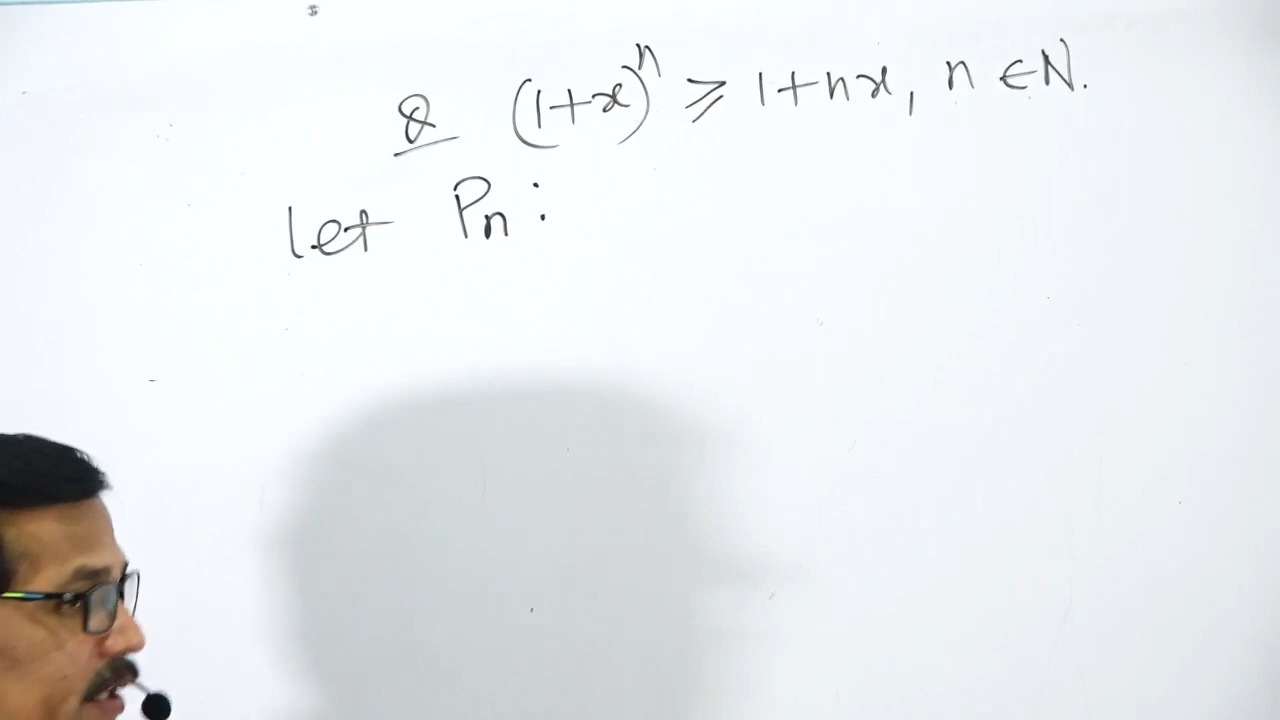 Q (1+x)^n ⩾ 1+nx, n ∈ N.
let Pn :